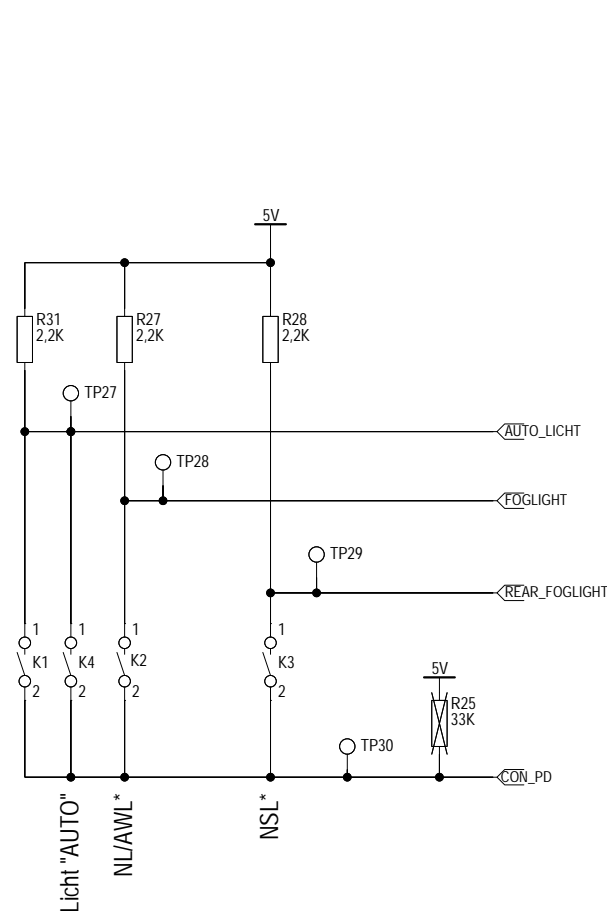 5V
R31
2,2K
R27
2,2K
R28
2,2K
TP27
AUTO_LICHT
TP28
FOGLIGHT
TP29
REAR_FOGLIGHT
1
K1
2
1
K4
2
1
K2
2
1
K3
2
5V
R25
33K
TP30
CON_PD
Licht "AUTO"
NL/AWL*
NSL*